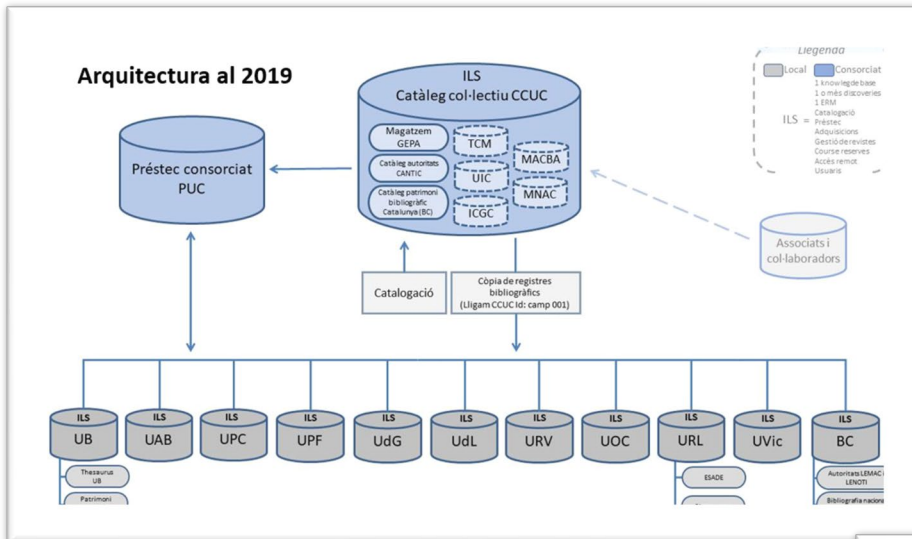 Arquitectura al 2019
Llegenda
Local
Consorciat
ILS =
1 knowlegde base
1 o més discoveries
1 ERM
Catalogació
Préstec
Adquisicions
Gestió de revistes
Course reserves
Accés remot
Usuaris
ILS
Catàleg col·lectiu CCUC
Magatzem
GEPA
Catàleg autoritats
CANTIC
Catàleg patrimoni
bibliogràfic
Catalunya (BC)
TCM
UIC
ICGC
MACBA
MNAC
Préstec consorciat
PUC
Associats i
col·laboradors
Catalogació
Còpia de registres
bibliogràfics
(Lligam CCUC Id: camp 001)
ILS
UB
ILS
UAB
ILS
UPC
ILS
UPF
ILS
UdG
ILS
UdL
ILS
URV
ILS
UOC
ILS
URL
ILS
UVic
ILS
BC
Thesaurus
UB
Patrimoni
ESADE
Autoritats LEMAC i
LENOTI
Bibliografia